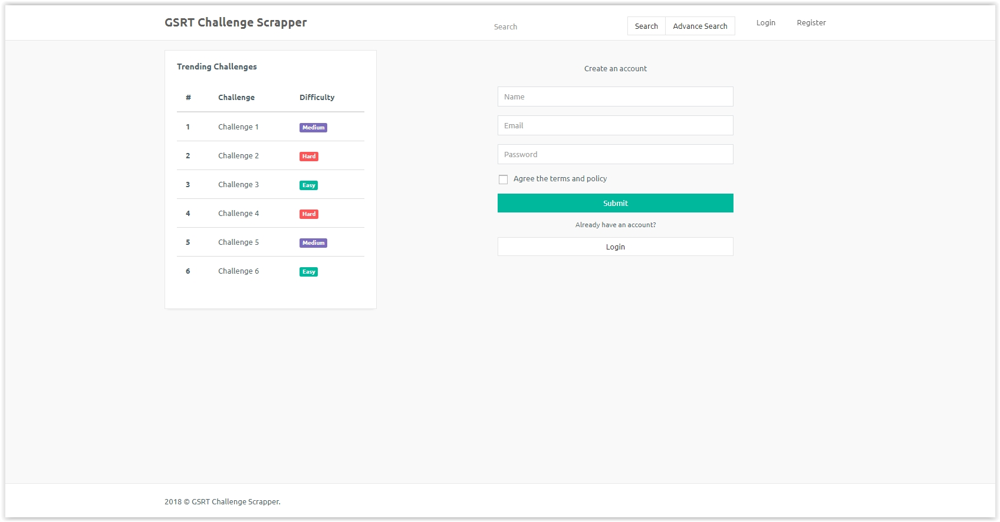 GSRT Challenge Scrapper
Search
Search
Advance Search
Login
Register
Trending Challenges
# Challenge Difficulty
1 Challenge 1 Medium
2 Challenge 2 Hard
3 Challenge 3 Easy
4 Challenge 4 Hard
5 Challenge 5 Medium
6 Challenge 6 Easy
Create an account
Name
Email
Password
Agree the terms and policy
Submit
Already have an account?
Login
2018 © GSRT Challenge Scrapper.